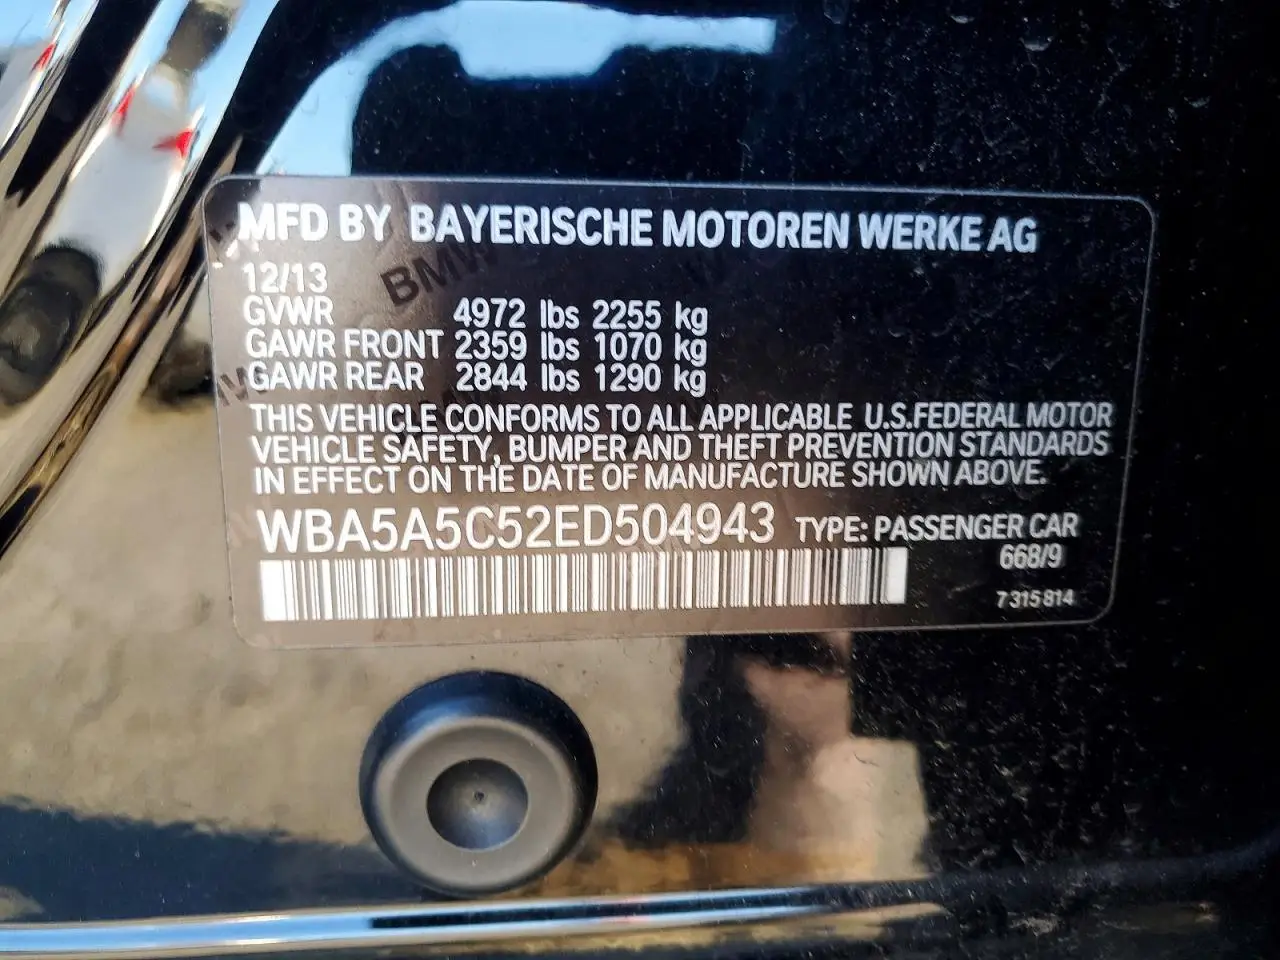 MFD BY BAYERISCHE MOTOREN WERKE AG
12/13
GVWR 4972 lbs 2255 kg
GAWR FRONT 2359 lbs 1070 kg
GAWR REAR 2844 lbs 1290 kg
THIS VEHICLE CONFORMS TO ALL APPLICABLE U.S.FEDERAL MOTOR
VEHICLE SAFETY, BUMPER AND THEFT PREVENTION STANDARDS
IN EFFECT ON THE DATE OF MANUFACTURE SHOWN ABOVE.
WBA5A5C52ED504943 TYPE: PASSENGER CAR
668/9
7 315 814
BMW